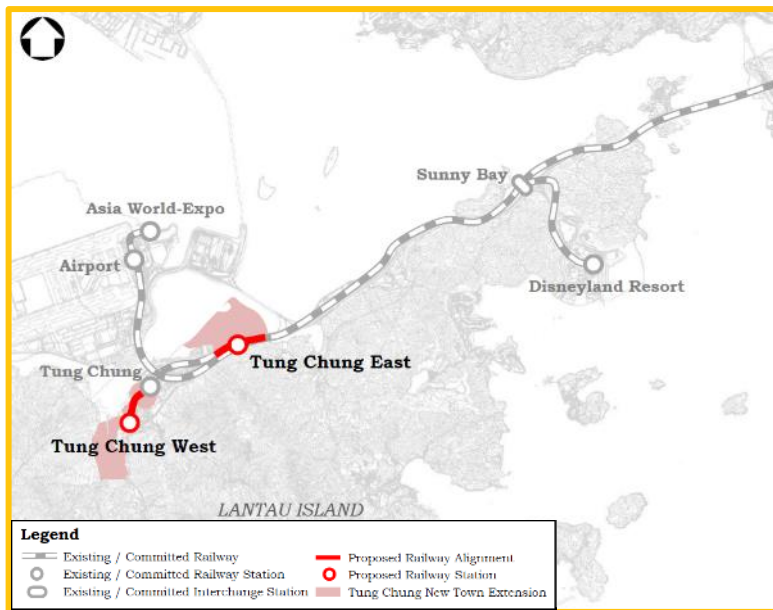 Sunny Bay
Asia World-Expo
Airport
Disneyland Resort
Tung Chung East
Tung Chung
Tung Chung West
LANTAU ISLAND
Legend
Existing / Committed Railway
Existing / Committed Railway Station
Existing / Committed Interchange Station
Proposed Railway Alignment
Proposed Railway Station
Tung Chung New Town Extension